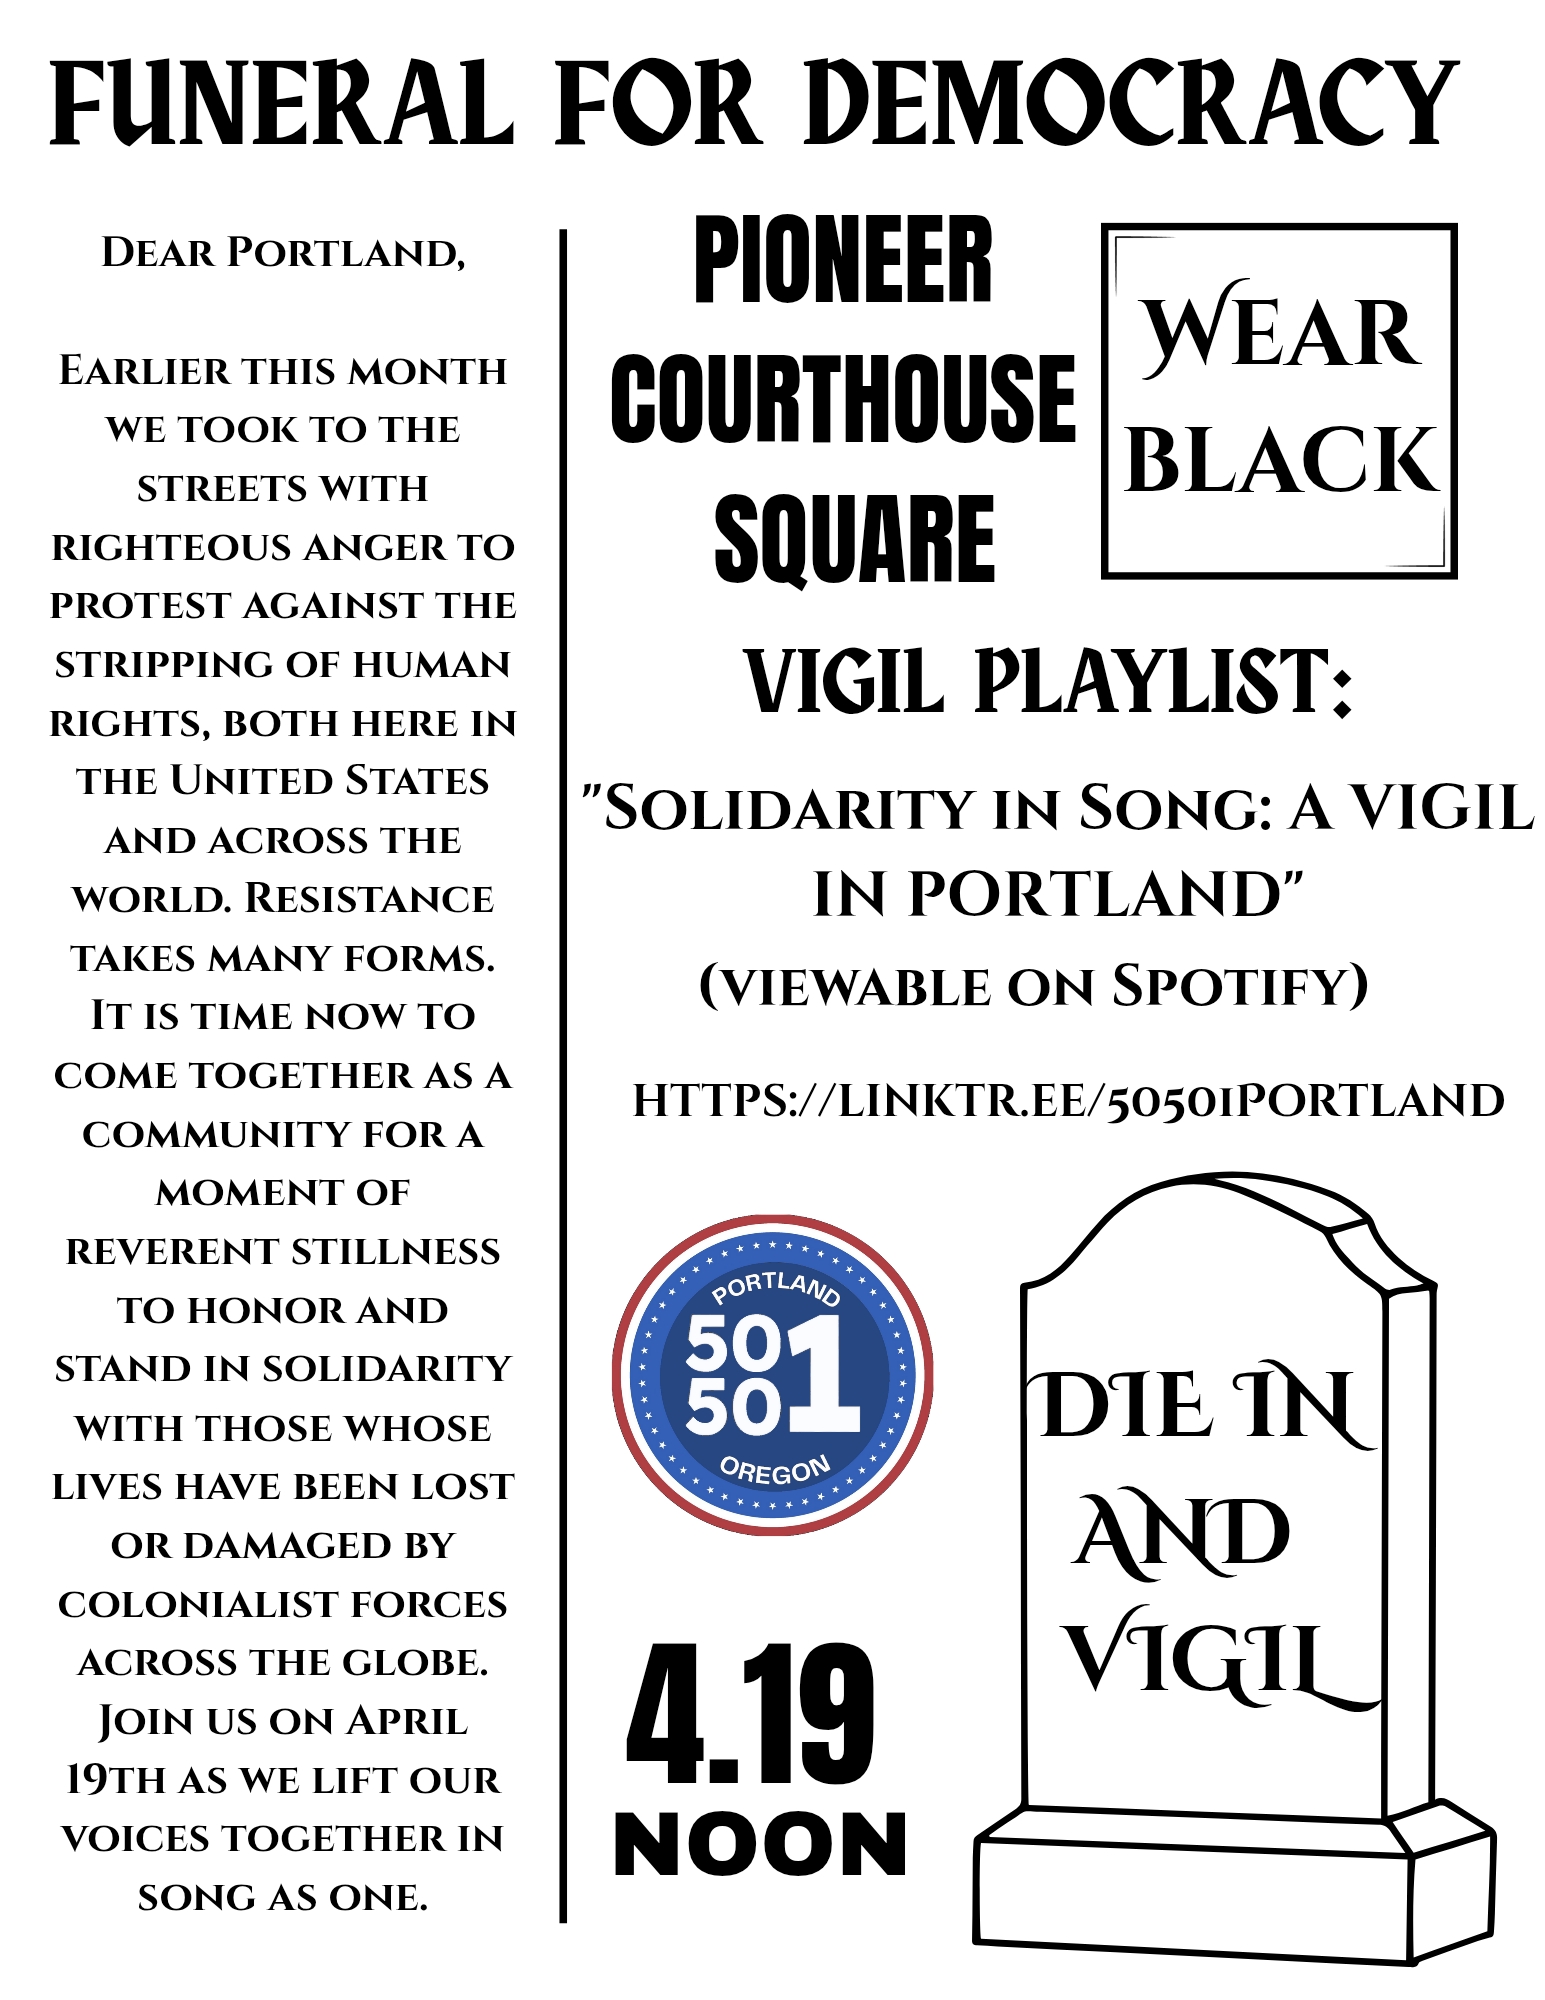 FUNERAL FOR DEMOCRACY
Dear Portland,
Earlier this month
we took to the
streets with
righteous anger to
protest against the
stripping of human
rights, both here in
the United States
and across the
world. Resistance
takes many forms.
It is time now to
come together as a
community for a
moment of
reverent stillness
to honor and
stand in solidarity
with those whose
lives have been lost
or damaged by
colonialist forces
across the globe.
Join us on April
19th as we lift our
voices together in
song as one.
PIONEER
COURTHOUSE
SQUARE
Wear
black
VIGIL PLAYLIST:
"Solidarity in Song: A vigil
in portland"
(viewable on Spotify)
https://linktr.ee/50501Portland
PORTLAND
50
50
1
OREGON
4.19
NOON
DIE IN
AND
VIGIL